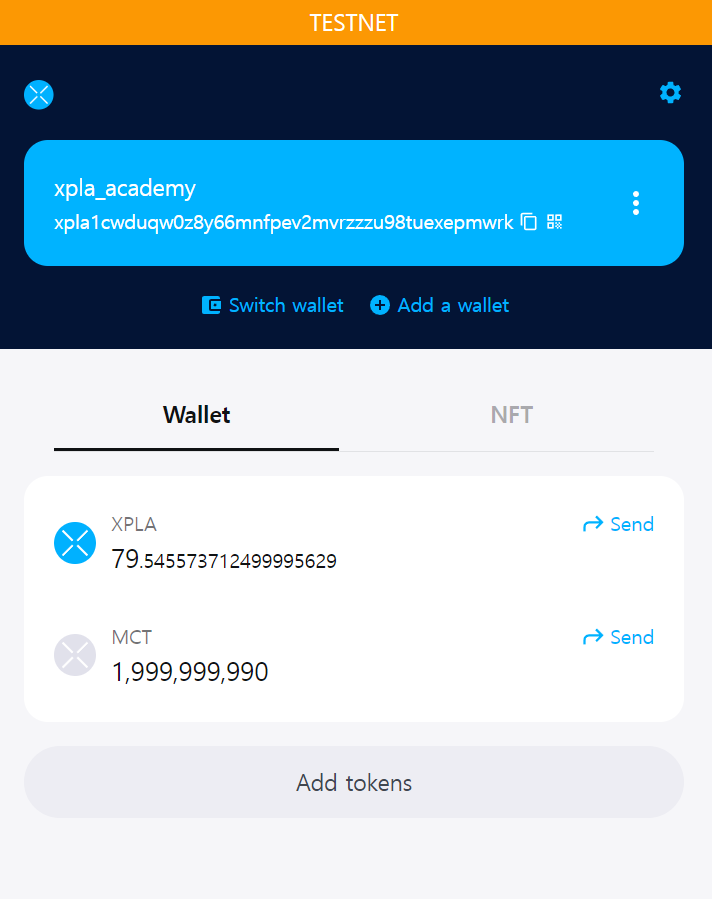 TESTNET
xpla_academy
xpla1cwduqw0z8y66mnfpev2mvrzzzu98tuexepmwrk
Switch wallet
Add a wallet
Wallet
NFT
XPLA
Send
79.545573712499995629
MCT
Send
1,999,999,990
Add tokens